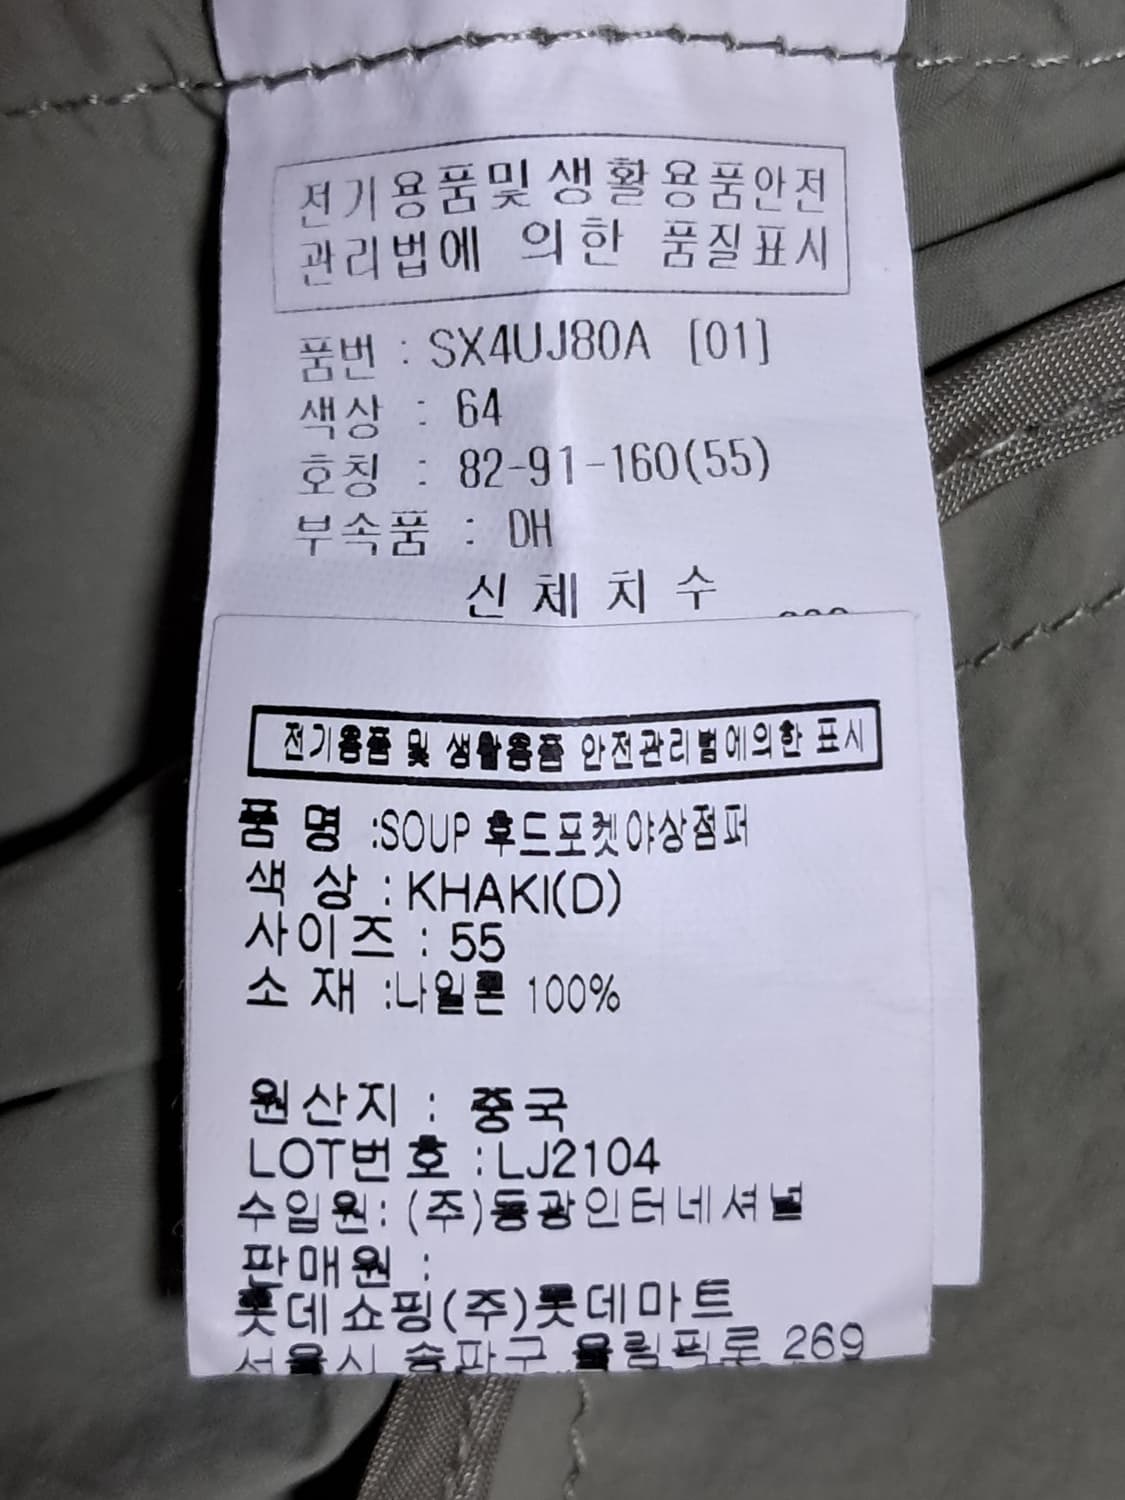 전기용품및 생활용품안전
관리법에 의한 품질표시
품번 : SX4UJ80A [01]
색상 : 64
호칭 : 82-91-160(55)
부속품 : DH
신체치수
전기용품 및 생활용품 안전관리법에의한 표시
품 명 :SOUP 후드포켓야상점퍼
색 상 : KHAKI(D)
사이즈 : 55
소 재 :나일론 100%
원산지 : 중국
LOT번호 :LJ2104
수입원: (주)동광인터네셔널
판매원 :
롯데쇼핑(주)롯데마트
서울시 송파구 올림픽로 269